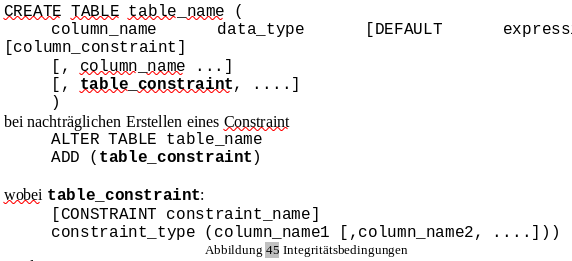 CREATE TABLE table_name (
column_name data_type [DEFAULT
[column_constraint]
[, column_name ...]
[, table_constraint, ....]
)
bei nachträglichen Erstellen eines Constraint
ALTER TABLE table_name
ADD (table_constraint)
wobei table_constraint:
[CONSTRAINT constraint_name]
constraint_type (column_name1 [,column_name2, ....]))
Abbildung 45 Integritätsbedingungen